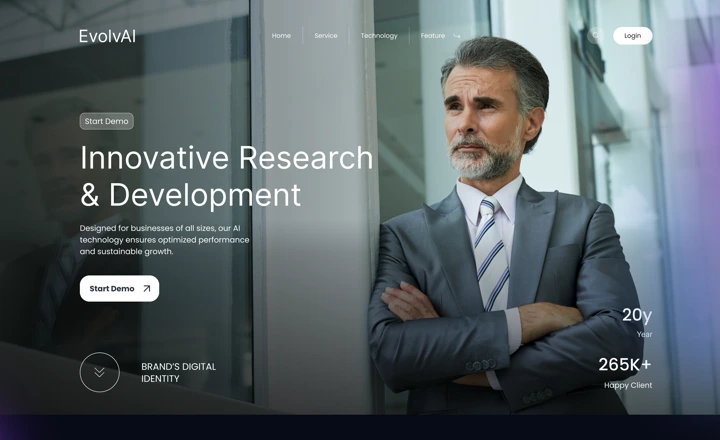 EvolvAI
Home
Service
Technology
Feature
Login
Start Demo
Innovative Research
& Development
Designed for businesses of all sizes, our AI
technology ensures optimized performance
and sustainable growth.
Start Demo
20y
Year
265K+
Happy Client
BRAND'S DIGITAL
IDENTITY